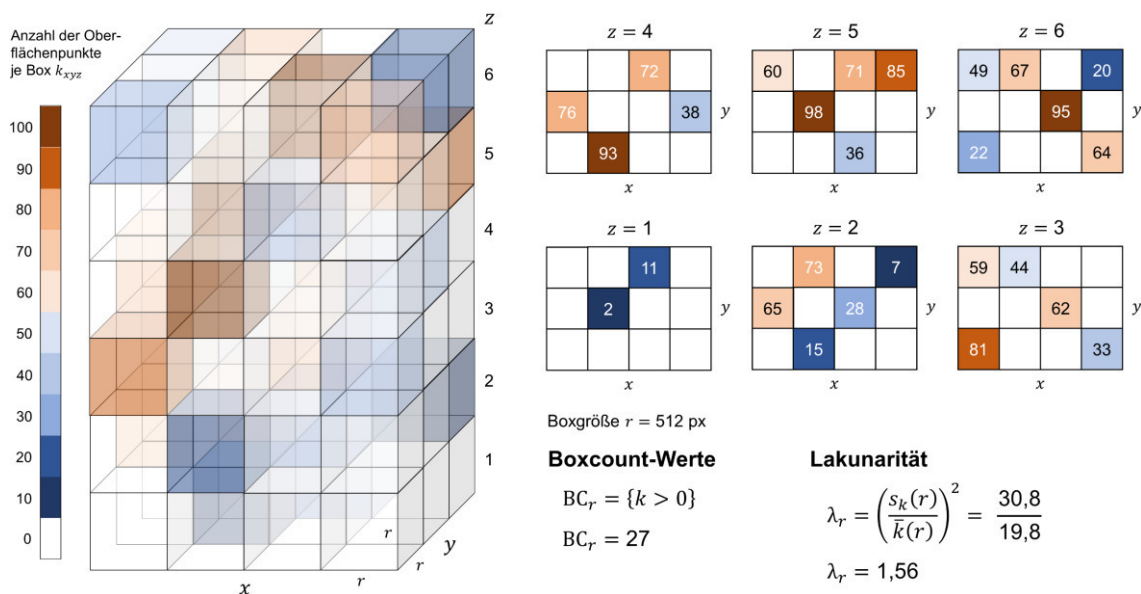 Anzahl der Ober-
flächenpunkte
je Box k_xyz
100
90
80
70
60
50
40
30
20
10
0
z
6
5
4
3
2
1
r
y
r
r
x
z = 4
72
76 38
93
y
x
z = 5
60 71 85
98
36
y
x
z = 6
49 67 20
95
22 64
y
x
z = 1
11
2
y
x
z = 2
73 7
65 28
15
y
x
z = 3
59 44
62
81 33
y
x
Boxgröße r = 512 px
Boxcount-Werte
BC_r = {k > 0}
BC_r = 27
Lakunarität
λ_r = (s_k(r) / k̄(r))² = 30,8 / 19,8
λ_r = 1,56